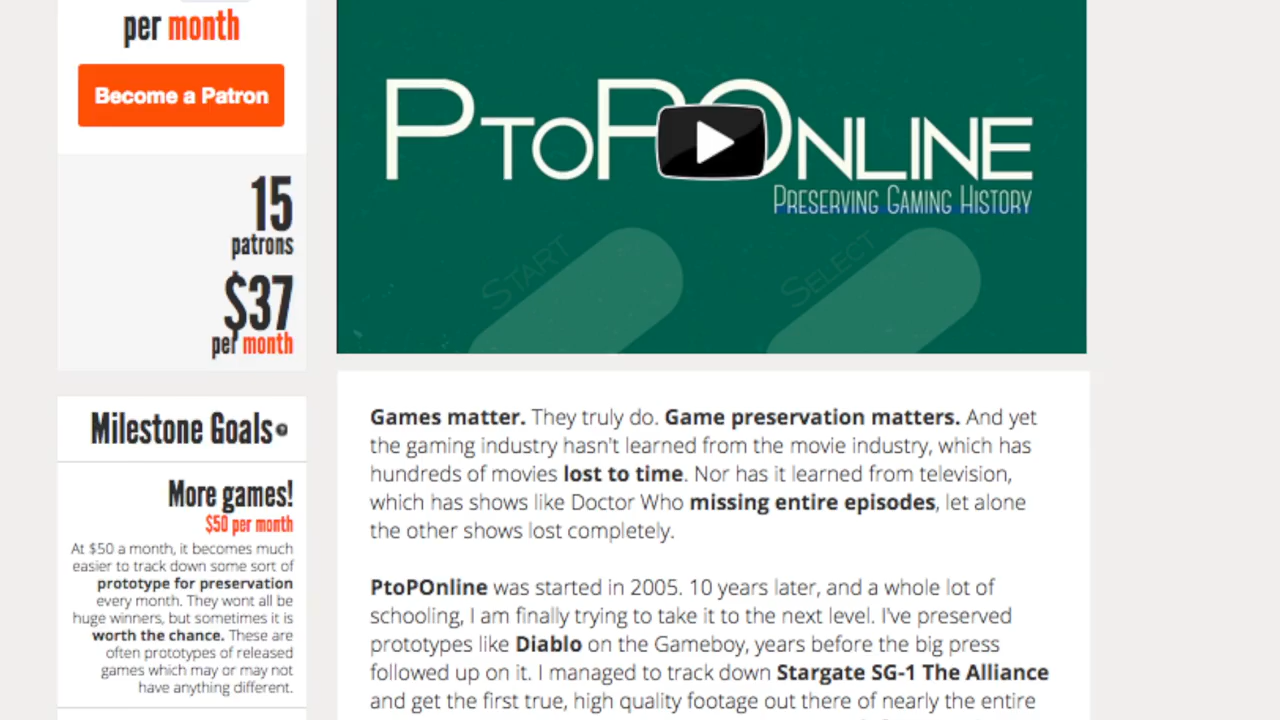 per month
Become a Patron
15
patrons
$37
per month
Milestone Goals
More games!
$50 per month
At $50 a month, it becomes much
easier to track down some sort of
prototype for preservation
every month. They wont all be
huge winners, but sometimes it is
worth the chance. These are
often prototypes of released
games which may or may not
have anything different.
PtoPOnline
Preserving Gaming History
Start
Select
Games matter. They truly do. Game preservation matters. And yet
the gaming industry hasn't learned from the movie industry, which has
hundreds of movies lost to time. Nor has it learned from television,
which has shows like Doctor Who missing entire episodes, let alone
the other shows lost completely.
PtoPOnline was started in 2005. 10 years later, and a whole lot of
schooling, I am finally trying to take it to the next level. I've preserved
prototypes like Diablo on the Gameboy, years before the big press
followed up on it. I managed to track down Stargate SG-1 The Alliance
and get the first true, high quality footage out there of nearly the entire